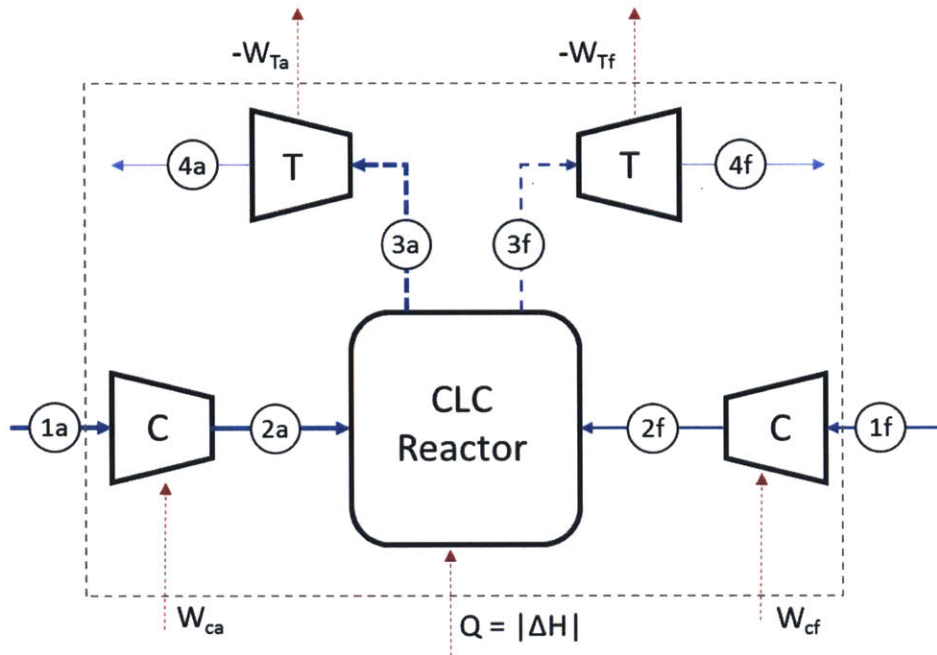 -W_Ta
-W_Tf
4a
T
T
4f
3a
3f
1a
C
2a
CLC
Reactor
2f
C
1f
W_ca
Q = |ΔH|
W_cf